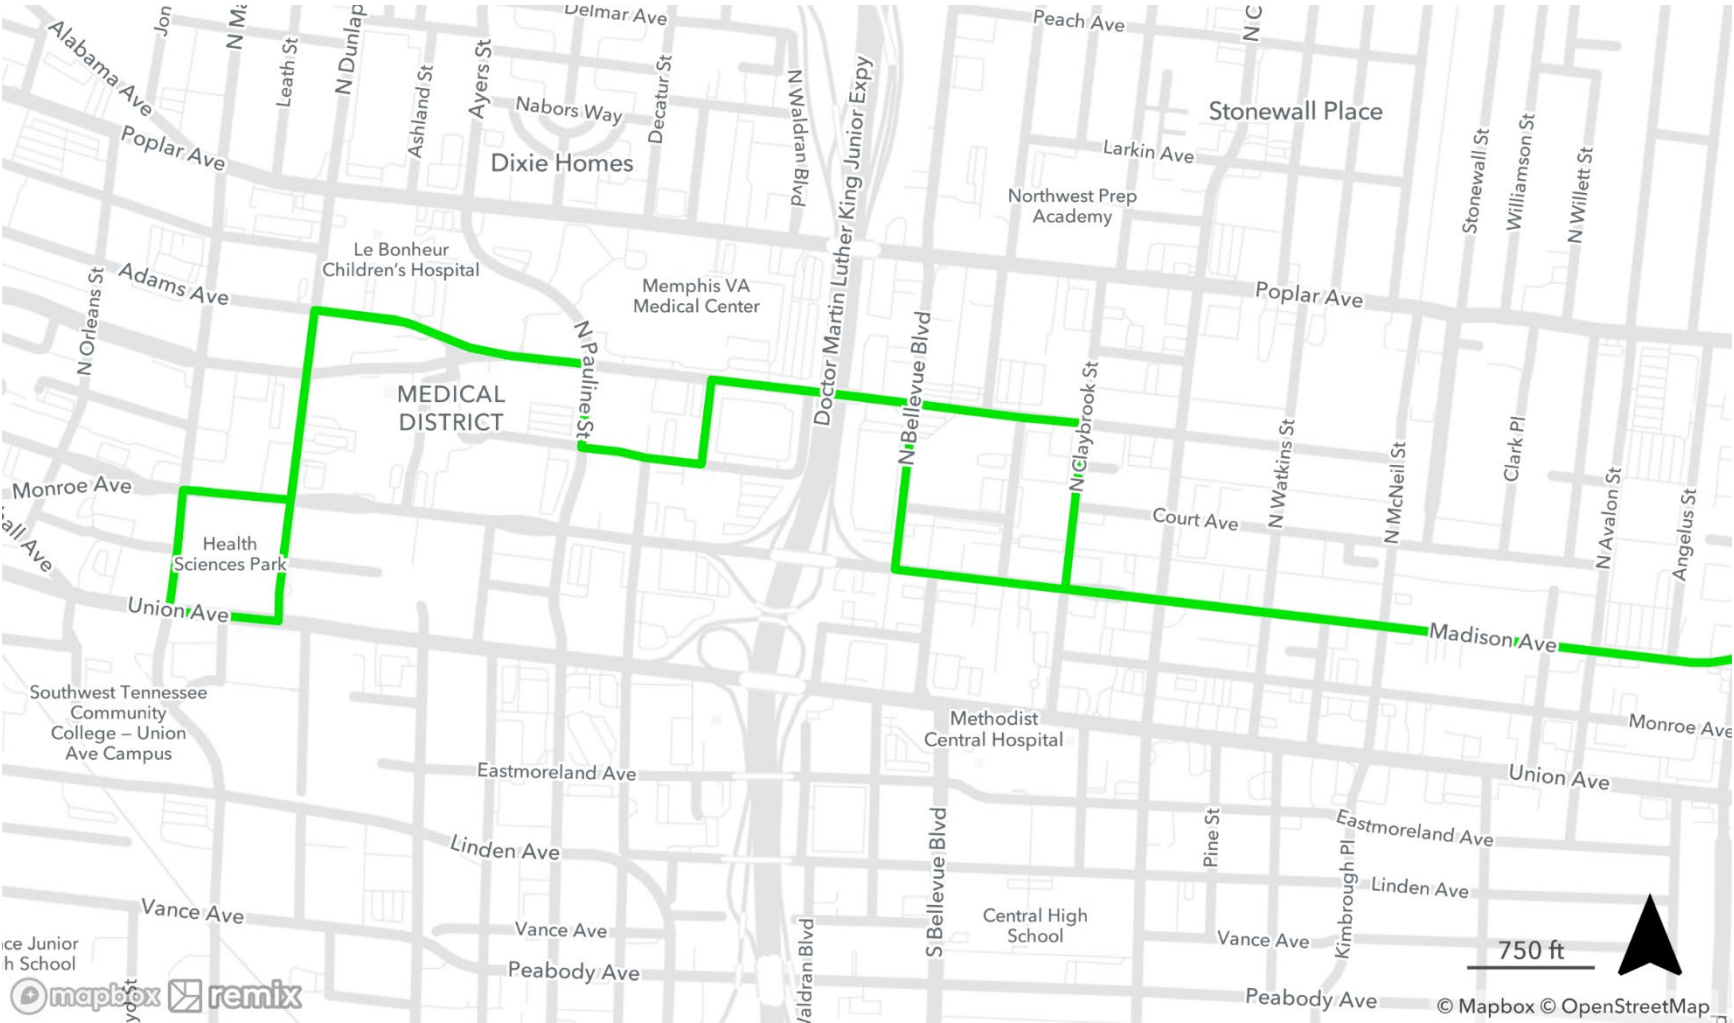 Delmar Ave
Peach Ave
N C
Jon
N Ma
Leath St
N Dunlap
Ashland St
Ayers St
Decatur St
N Waldran Blvd
Alabama Ave
Nabors Way
Stonewall Place
Poplar Ave
Dixie Homes
Larkin Ave
Stonewall St
Williamson St
N Willett St
Northwest Prep
Academy
Doctor Martin Luther King Junior Expy
Le Bonheur
Children's Hospital
Adams Ave
N Orleans St
Memphis VA
Medical Center
Poplar Ave
N Pauline St
N Bellevue Blvd
N Claybrook St
MEDICAL
DISTRICT
N Watkins St
N McNeil St
Clark Pl
N Avalon St
Angelus St
Monroe Ave
Court Ave
all Ave
Health
Sciences Park
Union Ave
Madison Ave
Southwest Tennessee
Community
College – Union
Ave Campus
Methodist
Central Hospital
Monroe Ave
Eastmoreland Ave
Union Ave
S Bellevue Blvd
Pine St
Kimbrough Pl
Eastmoreland Ave
Linden Ave
Linden Ave
Vance Ave
Vance Ave
Central High
School
Vance Ave
ce Junior
h School
Peabody Ave
Waldran Blvd
yd St
750 ft
Peabody Ave
mapbox remix
© Mapbox © OpenStreetMap